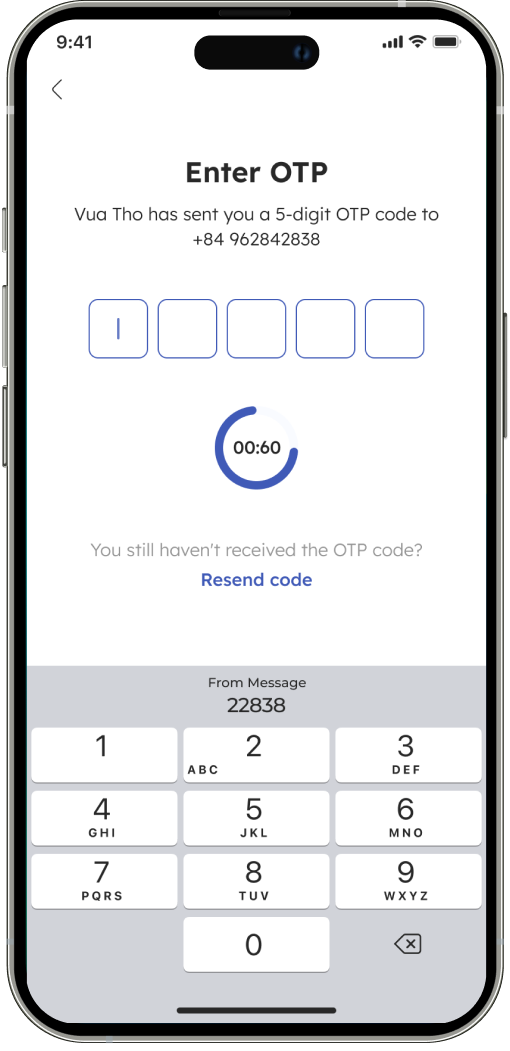 9:41
Enter OTP
Vua Tho has sent you a 5-digit OTP code to
+84 962842838
00:60
You still haven't received the OTP code?
Resend code
From Message
22838
1 2 3
ABC DEF
4 5 6
GHI JKL MNO
7 8 9
PQRS TUV WXYZ
0